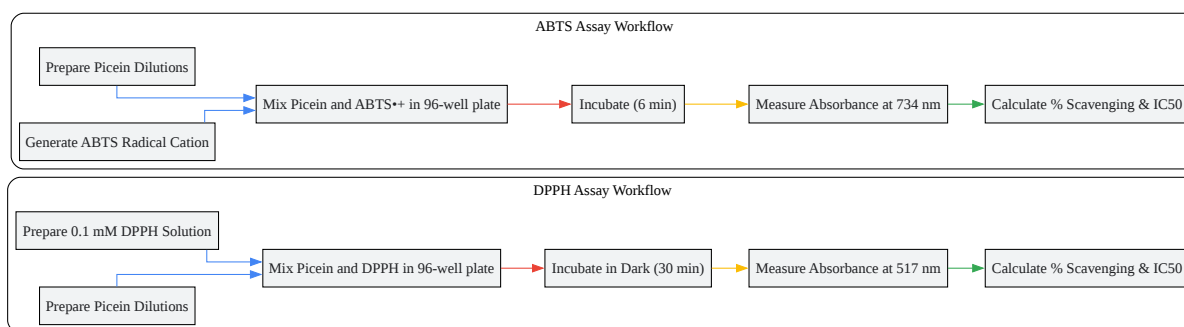 ABTS Assay Workflow
Prepare Picein Dilutions
Generate ABTS Radical Cation
Mix Picein and ABTS•+ in 96-well plate
Incubate (6 min)
Measure Absorbance at 734 nm
Calculate % Scavenging & IC50
DPPH Assay Workflow
Prepare 0.1 mM DPPH Solution
Prepare Picein Dilutions
Mix Picein and DPPH in 96-well plate
Incubate in Dark (30 min)
Measure Absorbance at 517 nm
Calculate % Scavenging & IC50